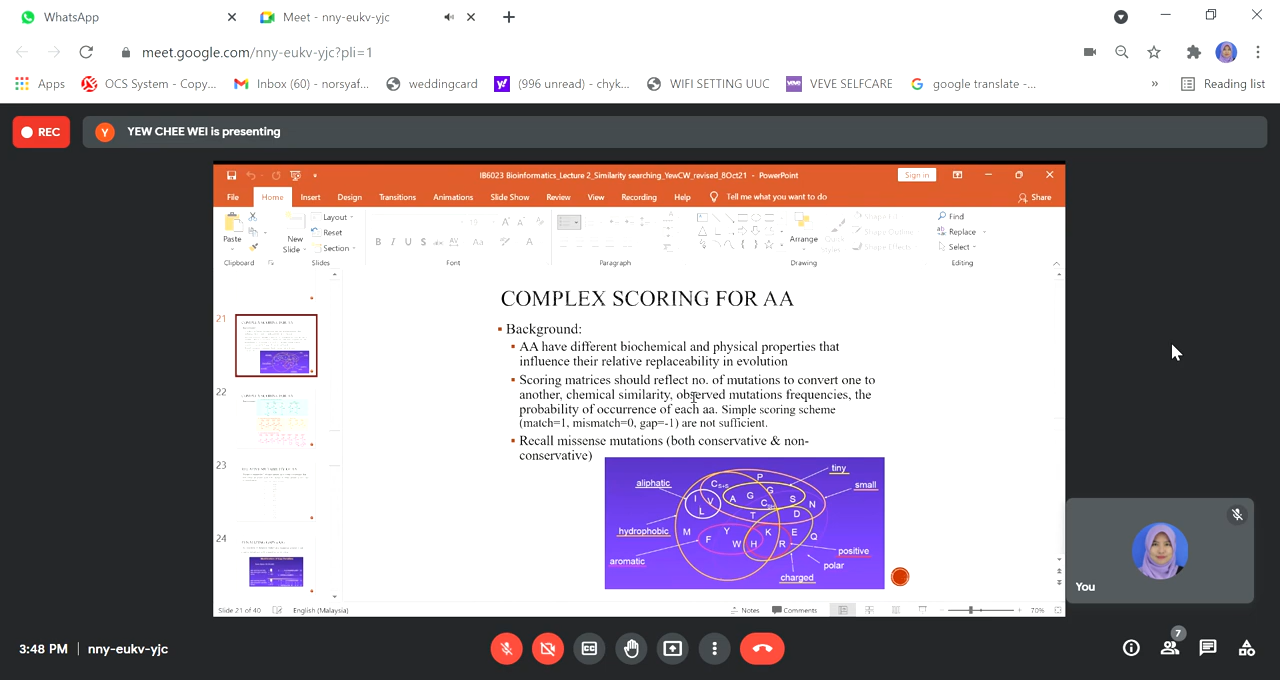 WhatsApp
Meet - nny-eukv-yjc
meet.google.com/nny-eukv-yjc?pli=1
Apps
OCS System - Copy...
Inbox (60) - norsyaf...
weddingcard
(996 unread) - chyk...
WIFI SETTING UUC
VEVE SELFCARE
google translate -...
»
Reading list
REC
Y
YEW CHEE WEI is presenting
IB6023 Bioinformatics_Lecture 2_Similarity searching_YewCW_revised_8Oct21 - PowerPoint
Sign in
File
Home
Insert
Design
Transitions
Animations
Slide Show
Review
View
Recording
Help
Tell me what you want to do
Share
Paste
New
Slide
Layout
Reset
Section
Arrange
Find
Replace
Select
Clipboard
Slides
Font
Paragraph
Drawing
Editing
21
22
23
24
COMPLEX SCORING FOR AA
Background:
AA have different biochemical and physical properties that
influence their relative replaceability in evolution
Scoring matrices should reflect no. of mutations to convert one to
another, chemical similarity, observed mutations frequencies, the
probability of occurrence of each aa. Simple scoring scheme
(match=1, mismatch=0, gap=-1) are not sufficient.
Recall missense mutations (both conservative & non-
conservative)
tiny
aliphatic
small
hydrophobic
aromatic
positive
polar
charged
P
C S+S
I V L
A G S
G
N
T
D
M
F Y W H
K
E
R
Q
Slide 21 of 40
English (Malaysia)
Notes
Comments
70%
You
3:48 PM
nny-eukv-yjc
7